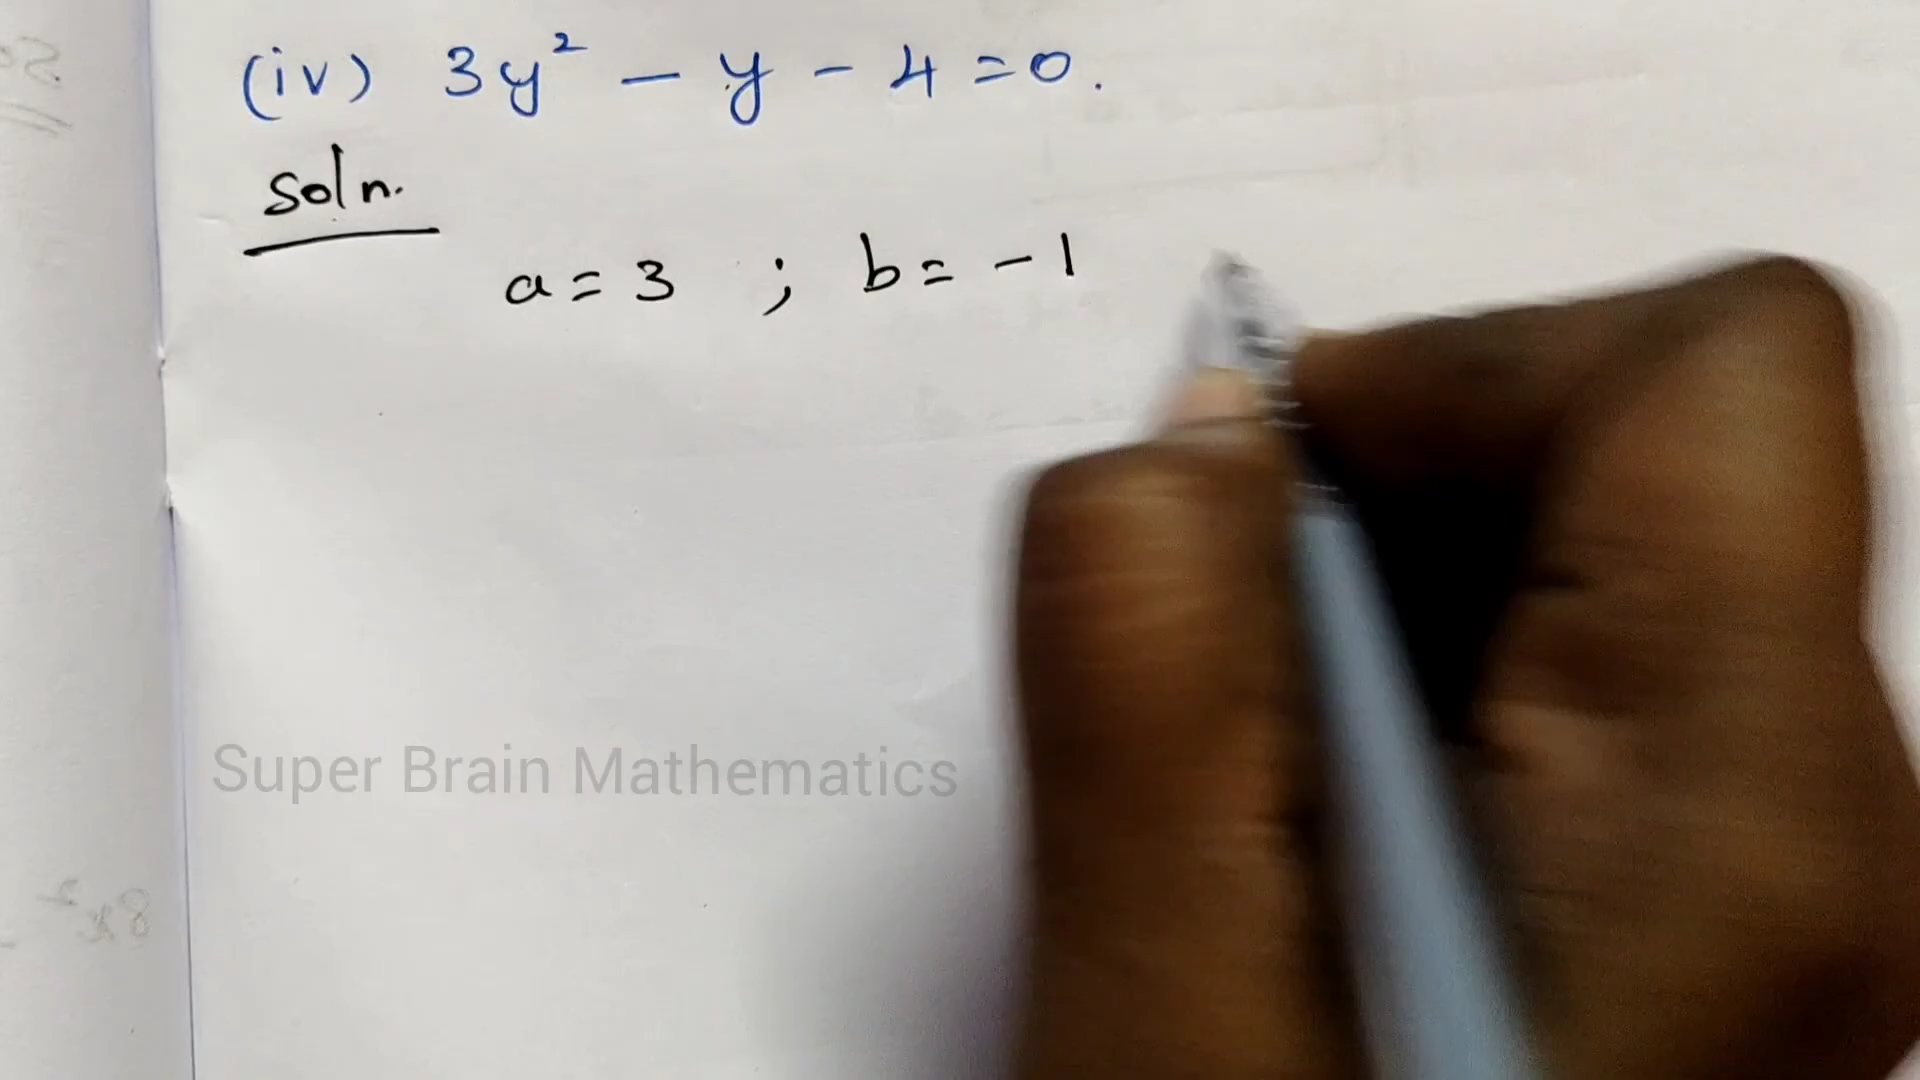 (iv) 3y² - y - 4 = 0.
Soln.
a = 3 ; b = - 1
Super Brain Mathematics